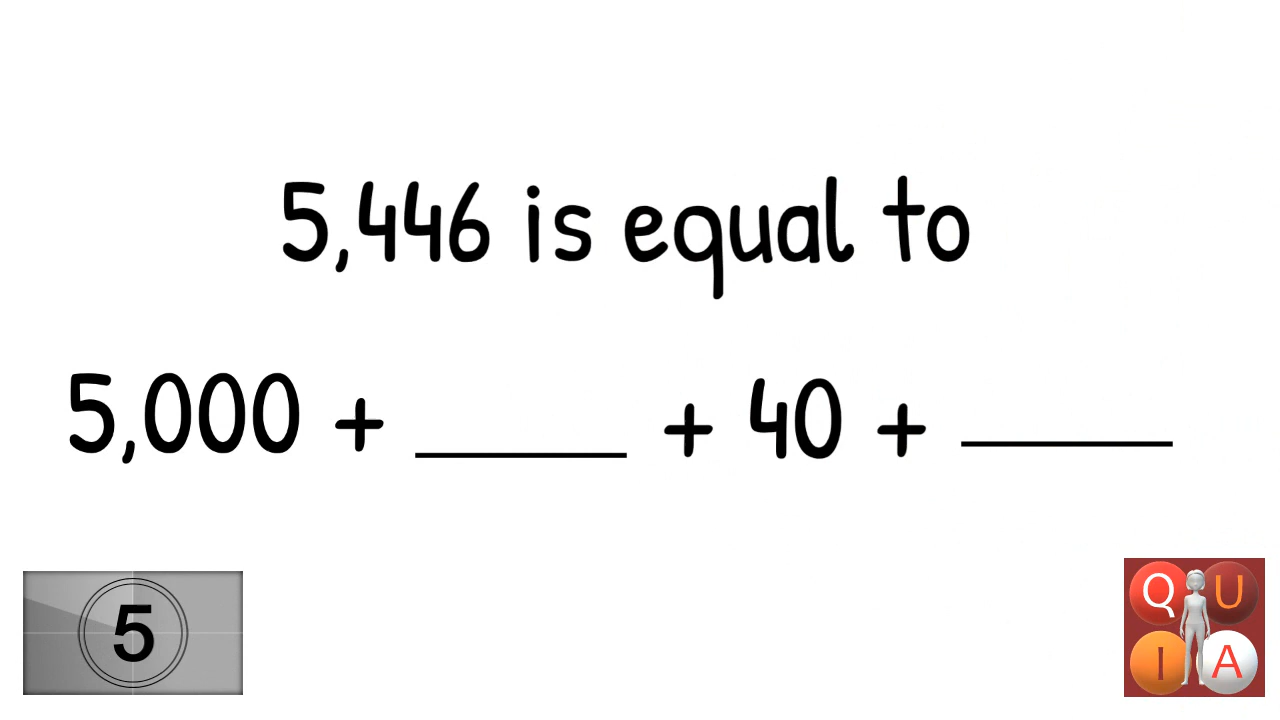 5,446 is equal to
5,000 + _____ + 40 + _____
5
Q U
I A